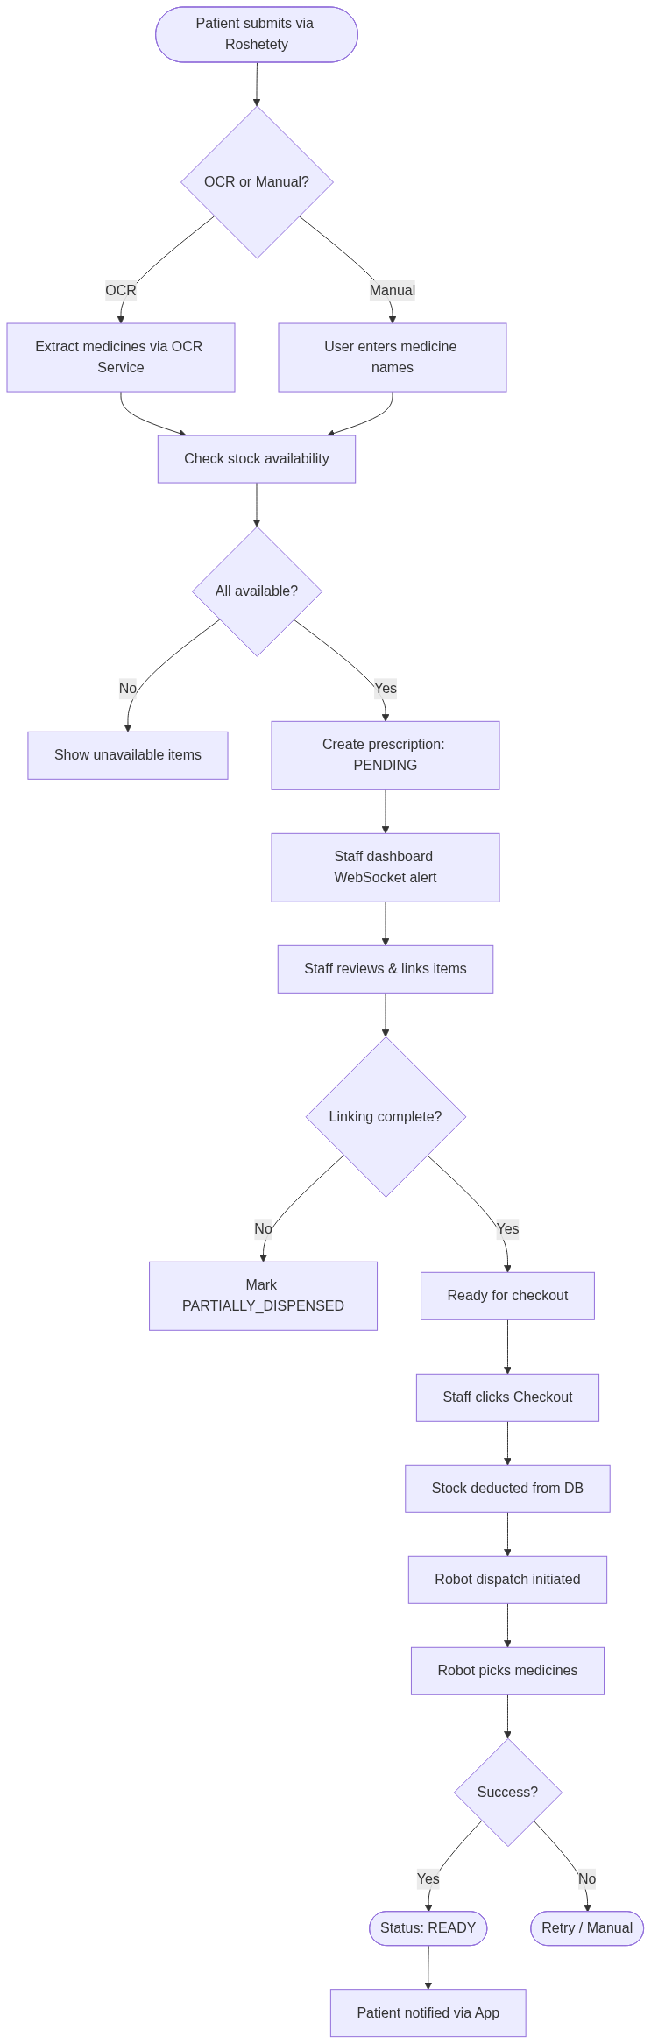 Patient submits via
Roshetety
OCR or Manual?
OCR
Manual
Extract medicines via OCR
Service
User enters medicine
names
Check stock availability
All available?
No
Yes
Show unavailable items
Create prescription:
PENDING
Staff dashboard
WebSocket alert
Staff reviews & links items
Linking complete?
No
Yes
Mark
PARTIALLY_DISPENSED
Ready for checkout
Staff clicks Checkout
Stock deducted from DB
Robot dispatch initiated
Robot picks medicines
Success?
Yes
No
Status: READY
Retry / Manual
Patient notified via App